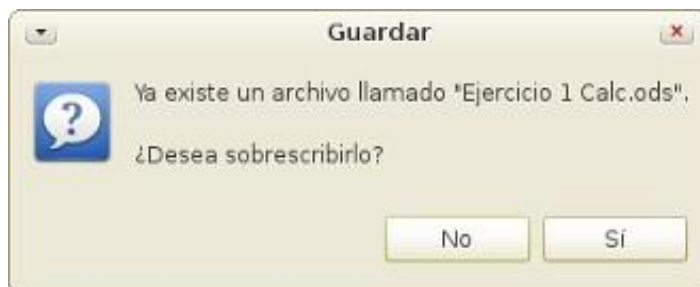 Guardar
Ya existe un archivo llamado "Ejercicio 1 Calc.ods".
¿Desea sobrescribirlo?
No Sí